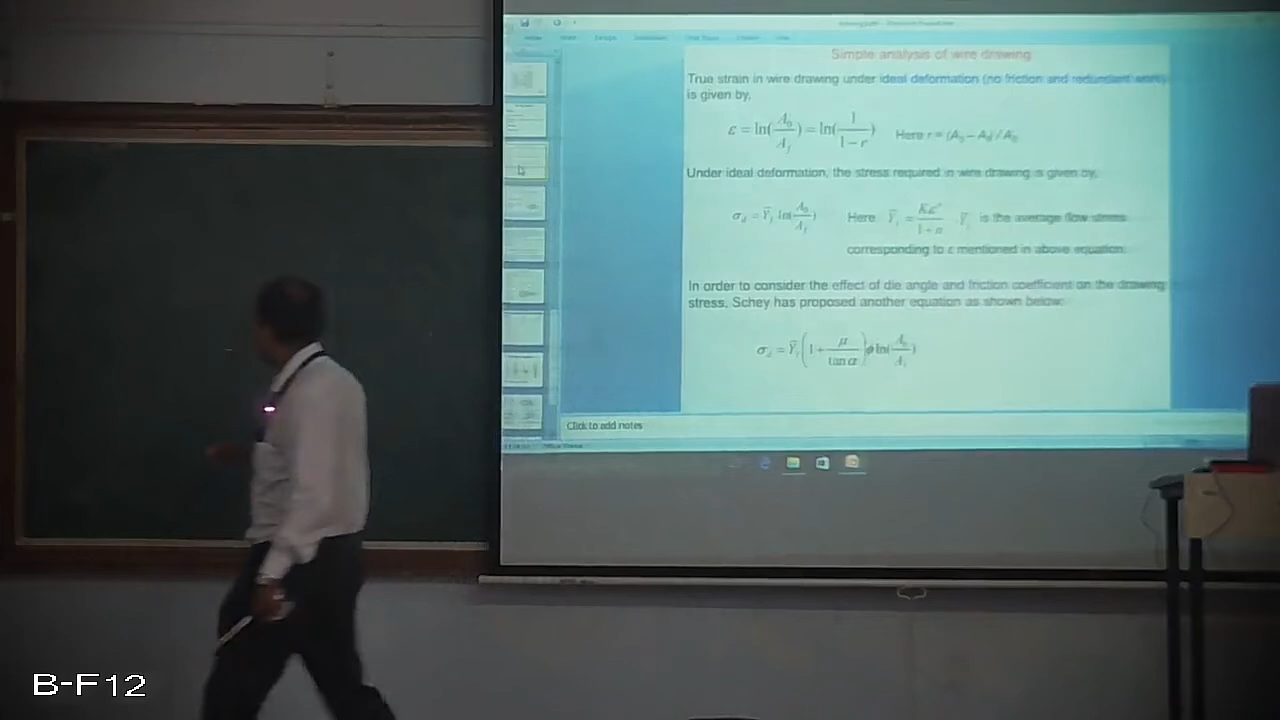 Simple analysis of wire drawing
True strain in wire drawing under ideal deformation (no friction and redundant work)
is given by,
ε = ln(A₀/A_f) = ln(1/(1−r)) Here r = (A₀ – A_f) / A₀
Under ideal deformation, the stress required in wire drawing is given by,
σ_d = Ȳ_f ln(A₀/A_f) Here Ȳ_f = Kεⁿ/(1+n) Ȳ_f is the average flow stress
corresponding to ε mentioned in above equation.
In order to consider the effect of die angle and friction coefficient on the drawing
stress, Schey has proposed another equation as shown below:
σ_d = Ȳ_f (1 + μ/tan α) ϕ ln(A₀/A_f)
Click to add notes
B-F12